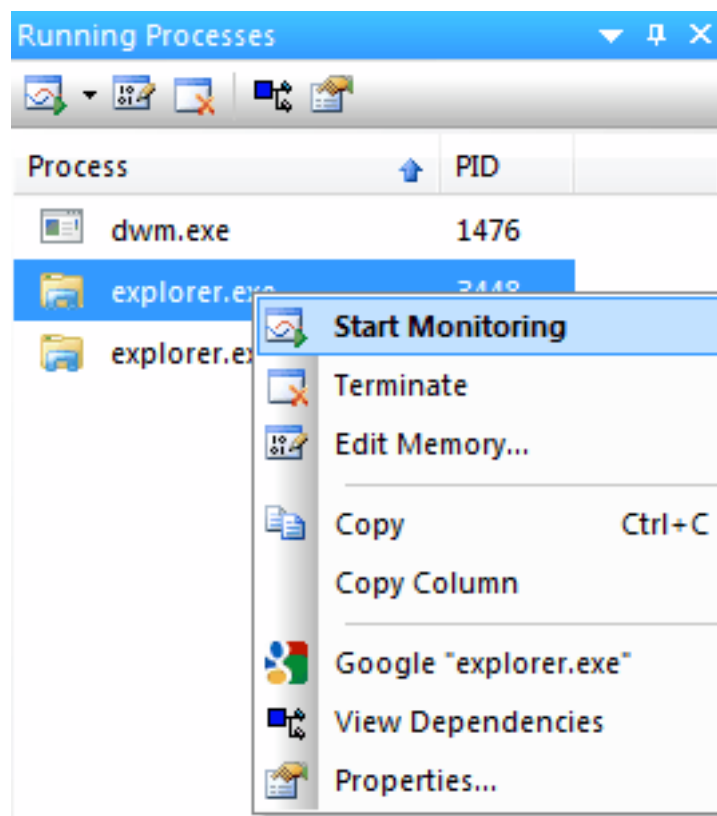 Running Processes
Process PID
dwm.exe 1476
explorer.exe 3448
explorer.ex
Start Monitoring
Terminate
Edit Memory...
Copy Ctrl+C
Copy Column
Google "explorer.exe"
View Dependencies
Properties...